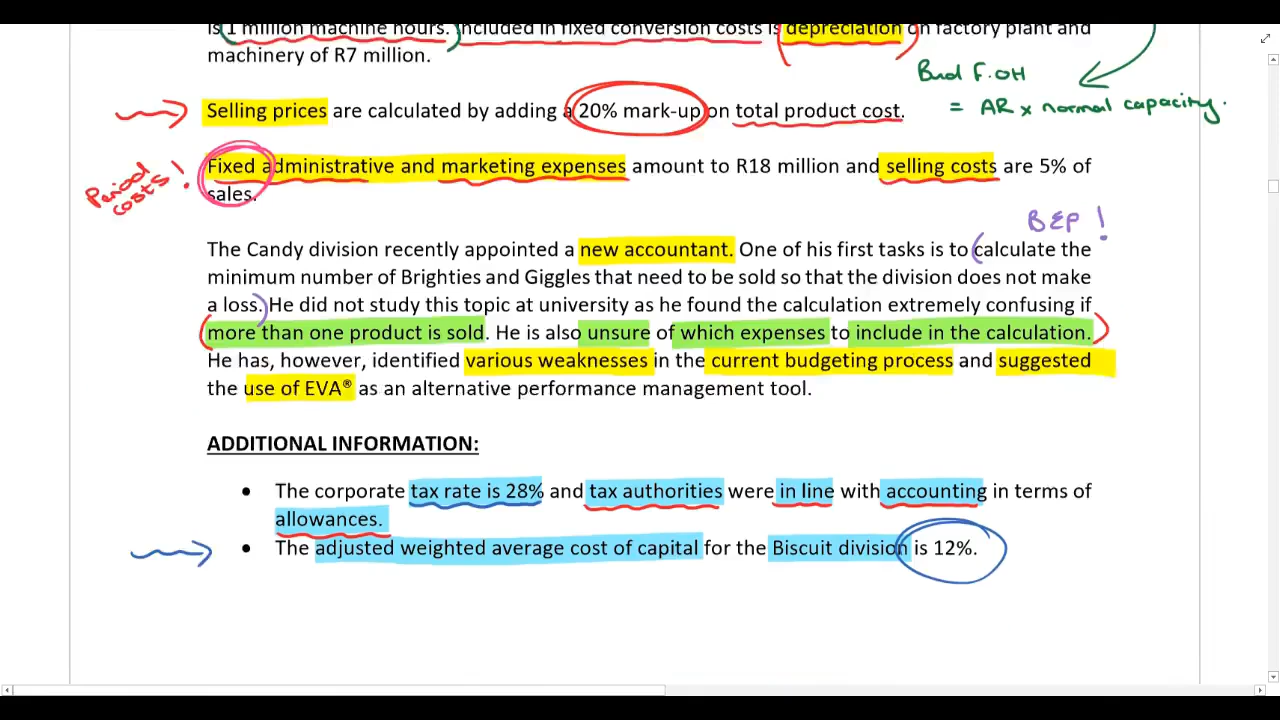 is 1 million machine hours. Included in fixed conversion costs is depreciation on factory plant and
machinery of R7 million.
Bud F.OH
= AR x normal capacity.
Selling prices are calculated by adding a 20% mark-up on total product cost.
Period costs!
Fixed administrative and marketing expenses amount to R18 million and selling costs are 5% of
sales.
BEP!
The Candy division recently appointed a new accountant. One of his first tasks is to calculate the
minimum number of Brighties and Giggles that need to be sold so that the division does not make
a loss. He did not study this topic at university as he found the calculation extremely confusing if
more than one product is sold. He is also unsure of which expenses to include in the calculation.
He has, however, identified various weaknesses in the current budgeting process and suggested
the use of EVA® as an alternative performance management tool.
ADDITIONAL INFORMATION:
• The corporate tax rate is 28% and tax authorities were in line with accounting in terms of
allowances.
• The adjusted weighted average cost of capital for the Biscuit division is 12%.